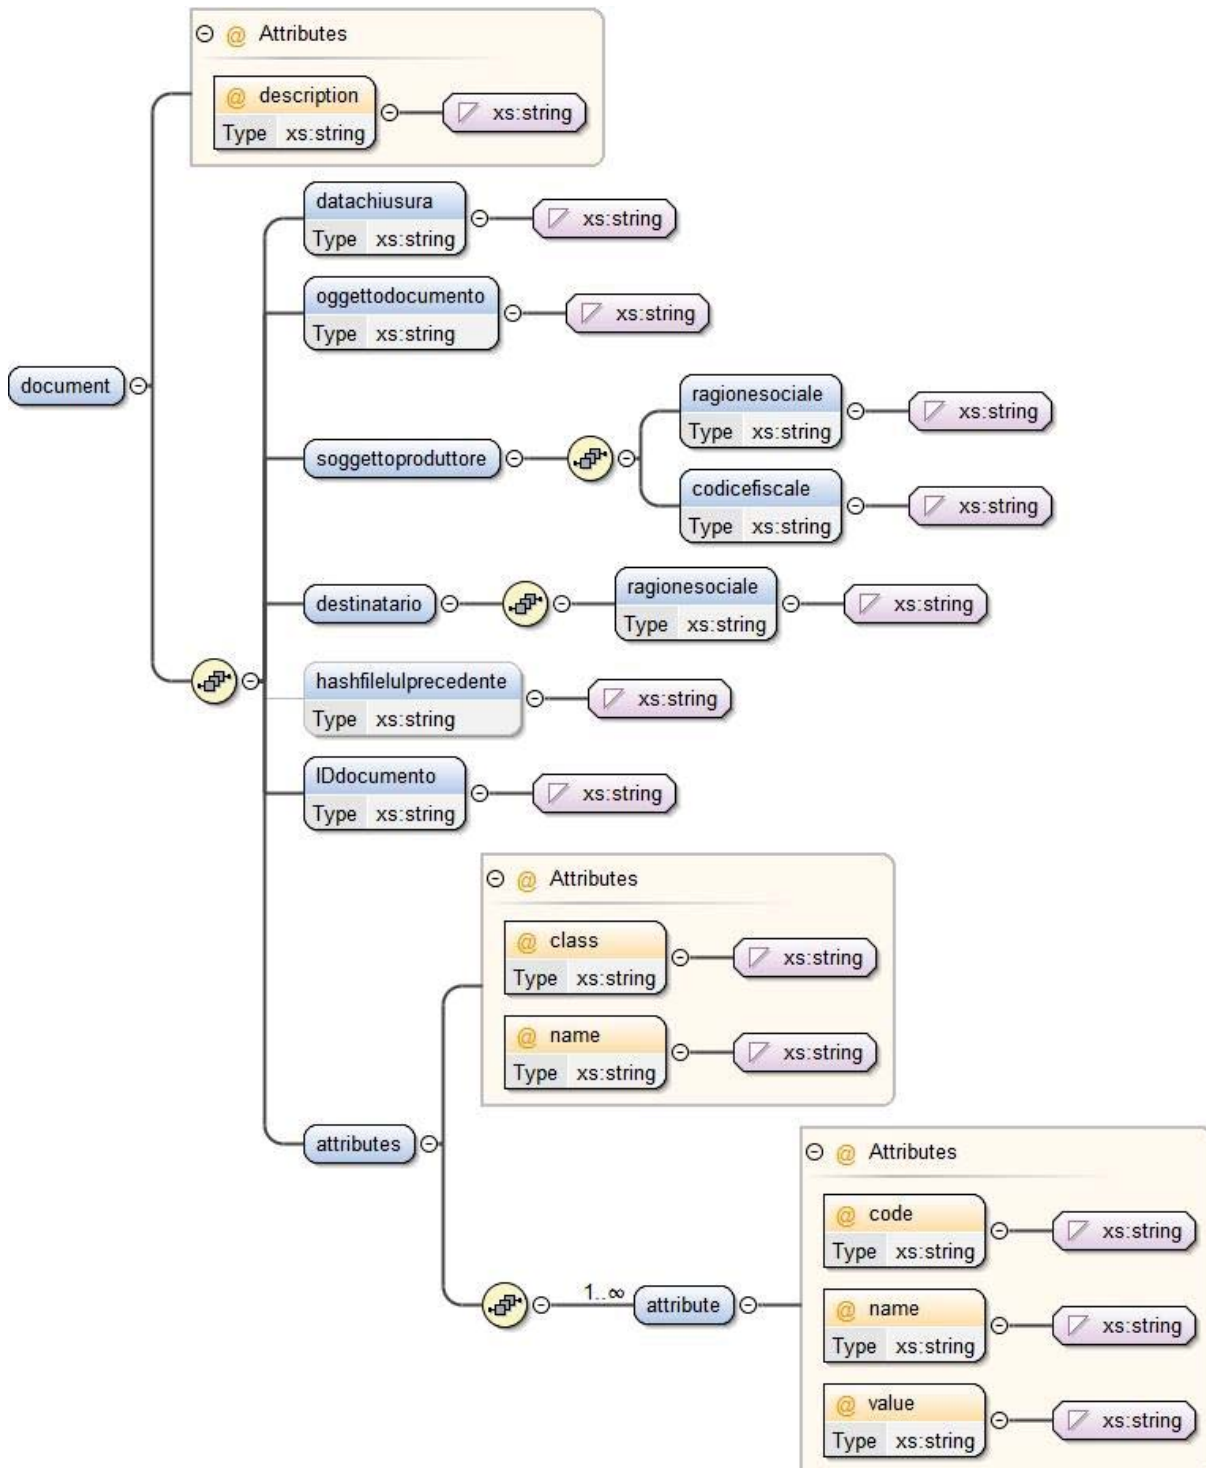 @ Attributes
@ description
Type xs:string
xs:string
datachiusura
Type xs:string
xs:string
oggettodocumento
Type xs:string
xs:string
document
soggettoproduttore
ragionesociale
Type xs:string
xs:string
codicefiscale
Type xs:string
xs:string
destinatario
ragionesociale
Type xs:string
xs:string
hashfilelulprecedente
Type xs:string
xs:string
IDdocumento
Type xs:string
xs:string
attributes
@ Attributes
@ class
Type xs:string
xs:string
@ name
Type xs:string
xs:string
1..∞
attribute
@ Attributes
@ code
Type xs:string
xs:string
@ name
Type xs:string
xs:string
@ value
Type xs:string
xs:string